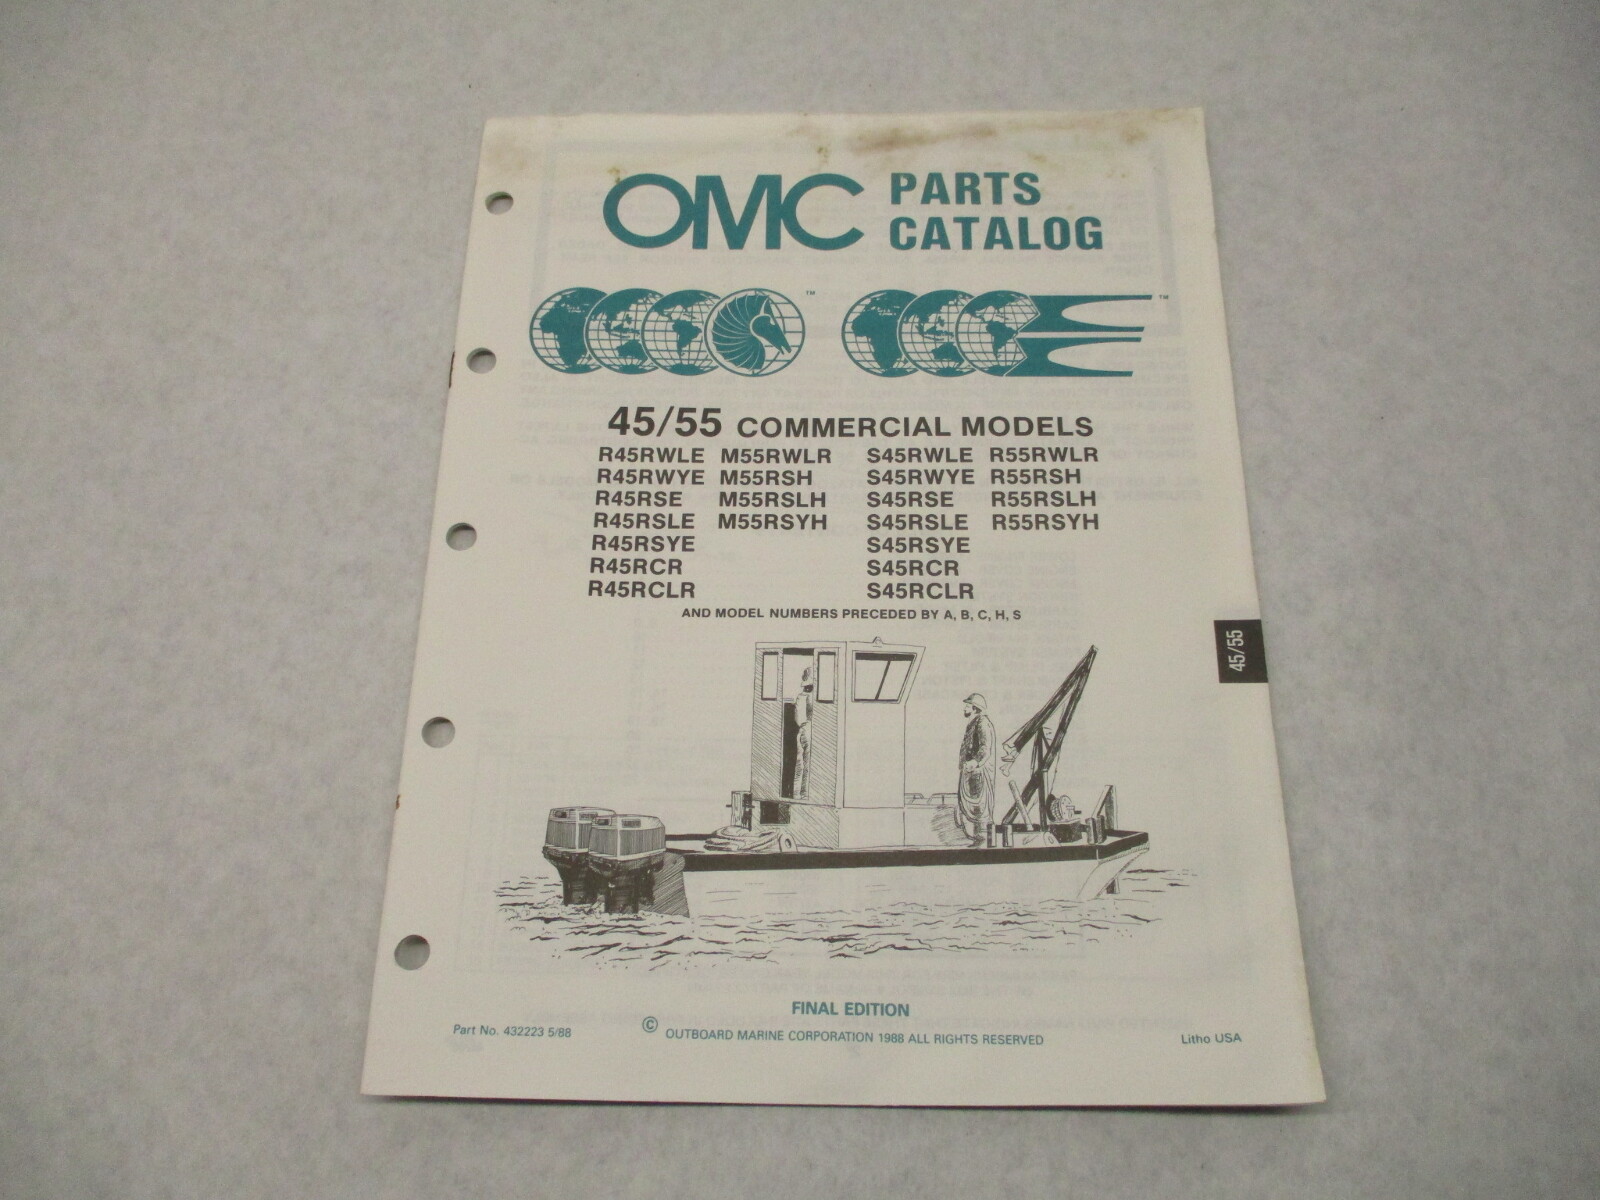 OMC PARTS
CATALOG
™ ™
45/55 COMMERCIAL MODELS
R45RWLE M55RWLR S45RWLE R55RWLR
R45RWYE M55RSH S45RWYE R55RSH
R45RSE M55RSLH S45RSE R55RSLH
R45RSLE M55RSYH S45RSLE R55RSYH
R45RSYE S45RSYE
R45RCR S45RCR
R45RCLR S45RCLR
AND MODEL NUMBERS PRECEDED BY A, B, C, H, S
45/55
FINAL EDITION
Part No. 432223 5/88 © OUTBOARD MARINE CORPORATION 1988 ALL RIGHTS RESERVED Litho USA